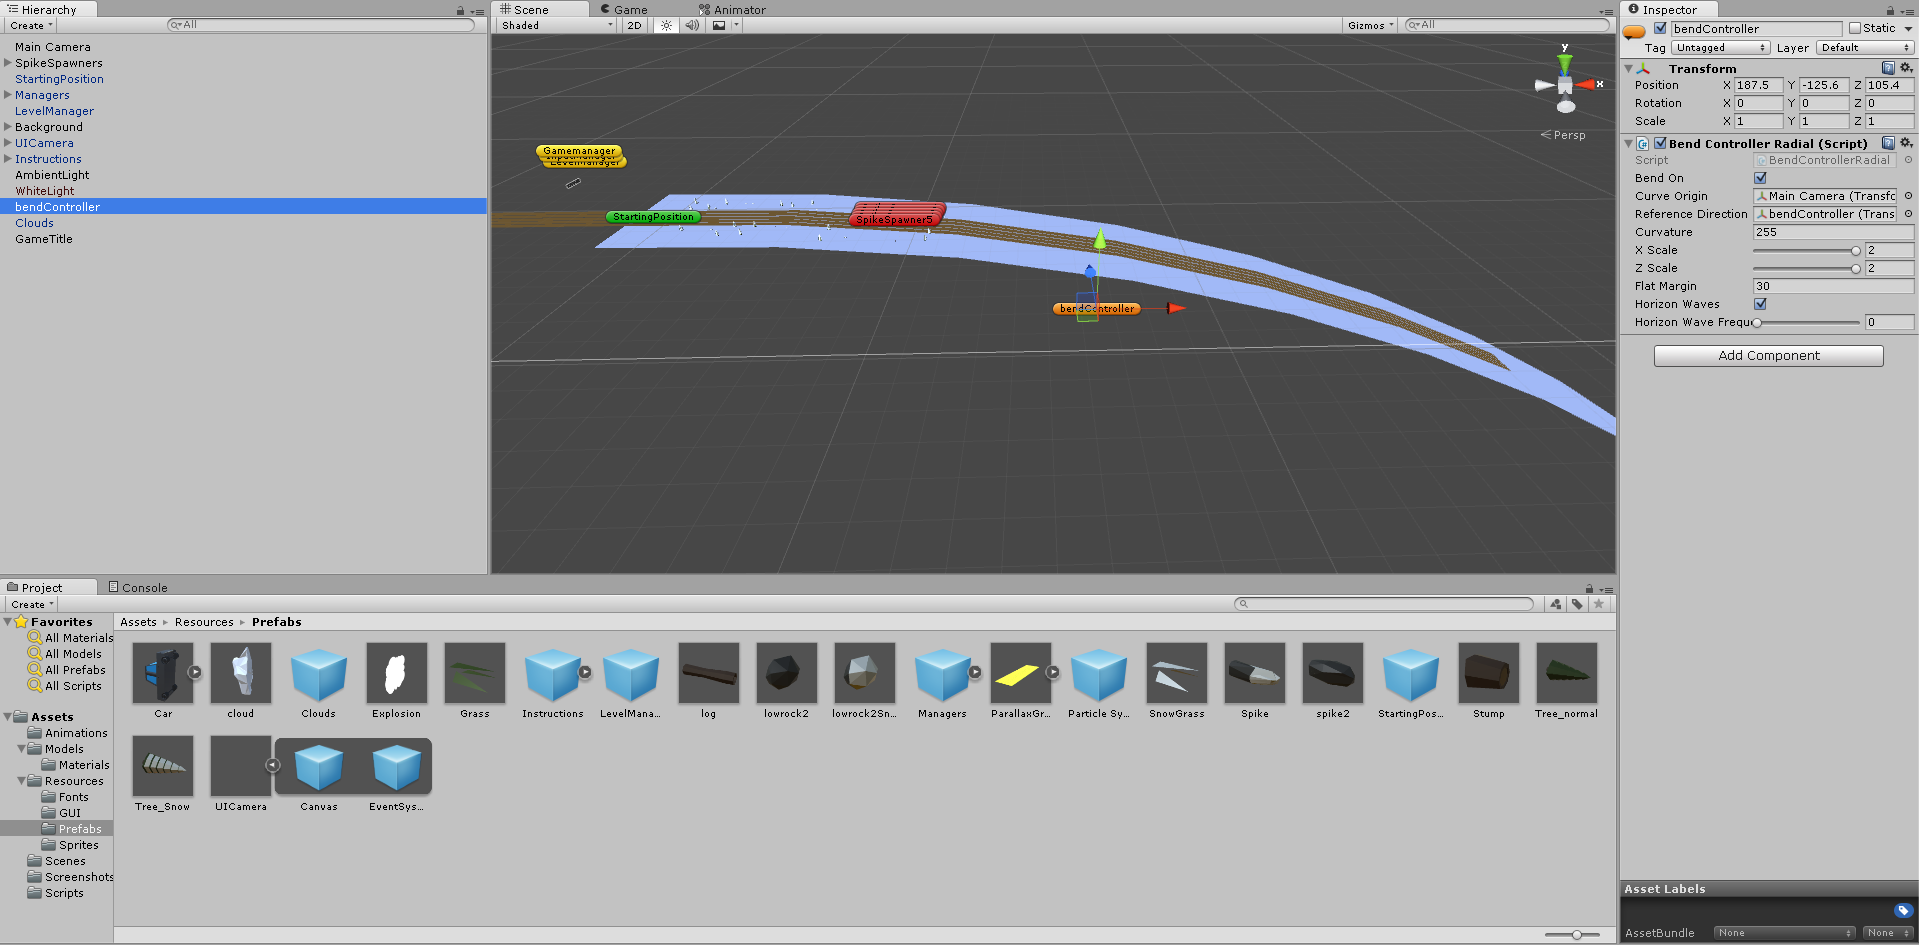 Hierarchy
Create
All
Main Camera
SpikeSpawners
StartingPosition
Managers
LevelManager
Background
UICamera
Instructions
AmbientLight
WhiteLight
bendController
Clouds
GameTitle
Scene
Game
Animator
Shaded
2D
Gizmos
All
y
x
Persp
Gamemanager
LevelManager
StartingPosition
SpikeSpawner5
bendController
Inspector
bendController
Static
Tag Untagged Layer Default
Transform
Position X 187.5 Y -125.6 Z 105.4
Rotation X 0 Y 0 Z 0
Scale X 1 Y 1 Z 1
Bend Controller Radial (Script)
Script BendControllerRadial
Bend On
Curve Origin Main Camera (Transfc
Reference Direction bendController (Trans
Curvature 255
X Scale 2
Z Scale 2
Flat Margin 30
Horizon Waves
Horizon Wave Frequ 0
Add Component
Project
Console
Create
Favorites
All Materials
All Models
All Prefabs
All Scripts
Assets
Animations
Models
Materials
Resources
Fonts
GUI
Prefabs
Sprites
Scenes
Screenshots
Scripts
Assets Resources Prefabs
Car cloud Clouds Explosion Grass Instructions LevelMana... log lowrock2 lowrock2Sn... Managers ParallaxGr... Particle Sy... SnowGrass Spike spike2 StartingPos... Stump Tree_normal
Tree_Snow UICamera Canvas EventSys...
Asset Labels
AssetBundle None None